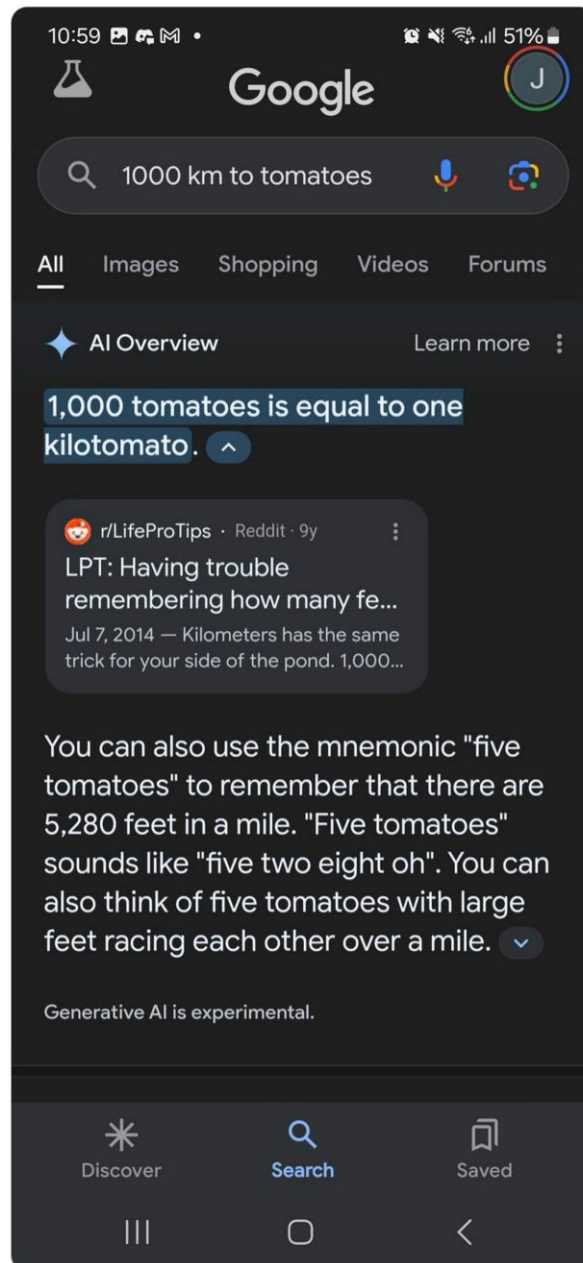 10:59 51%
Google J
1000 km to tomatoes
All Images Shopping Videos Forums
AI Overview Learn more
1,000 tomatoes is equal to one
kilotomato.
r/LifeProTips · Reddit · 9y
LPT: Having trouble
remembering how many fe...
Jul 7, 2014 — Kilometers has the same
trick for your side of the pond. 1,000...
You can also use the mnemonic "five
tomatoes" to remember that there are
5,280 feet in a mile. "Five tomatoes"
sounds like "five two eight oh". You can
also think of five tomatoes with large
feet racing each other over a mile.
Generative AI is experimental.
Discover Search Saved